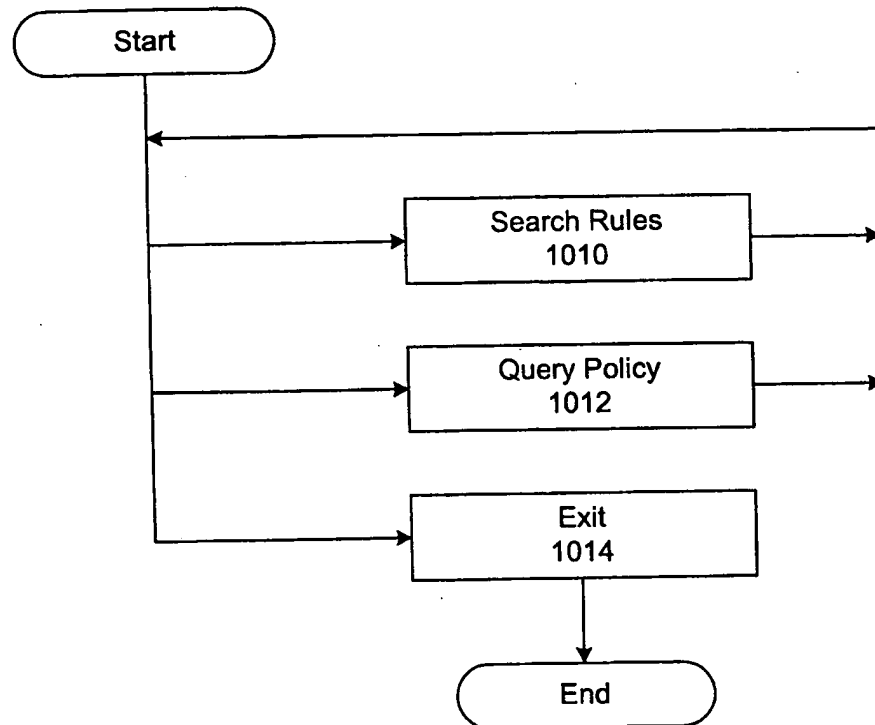 Start
Search Rules
1010
Query Policy
1012
Exit
1014
End